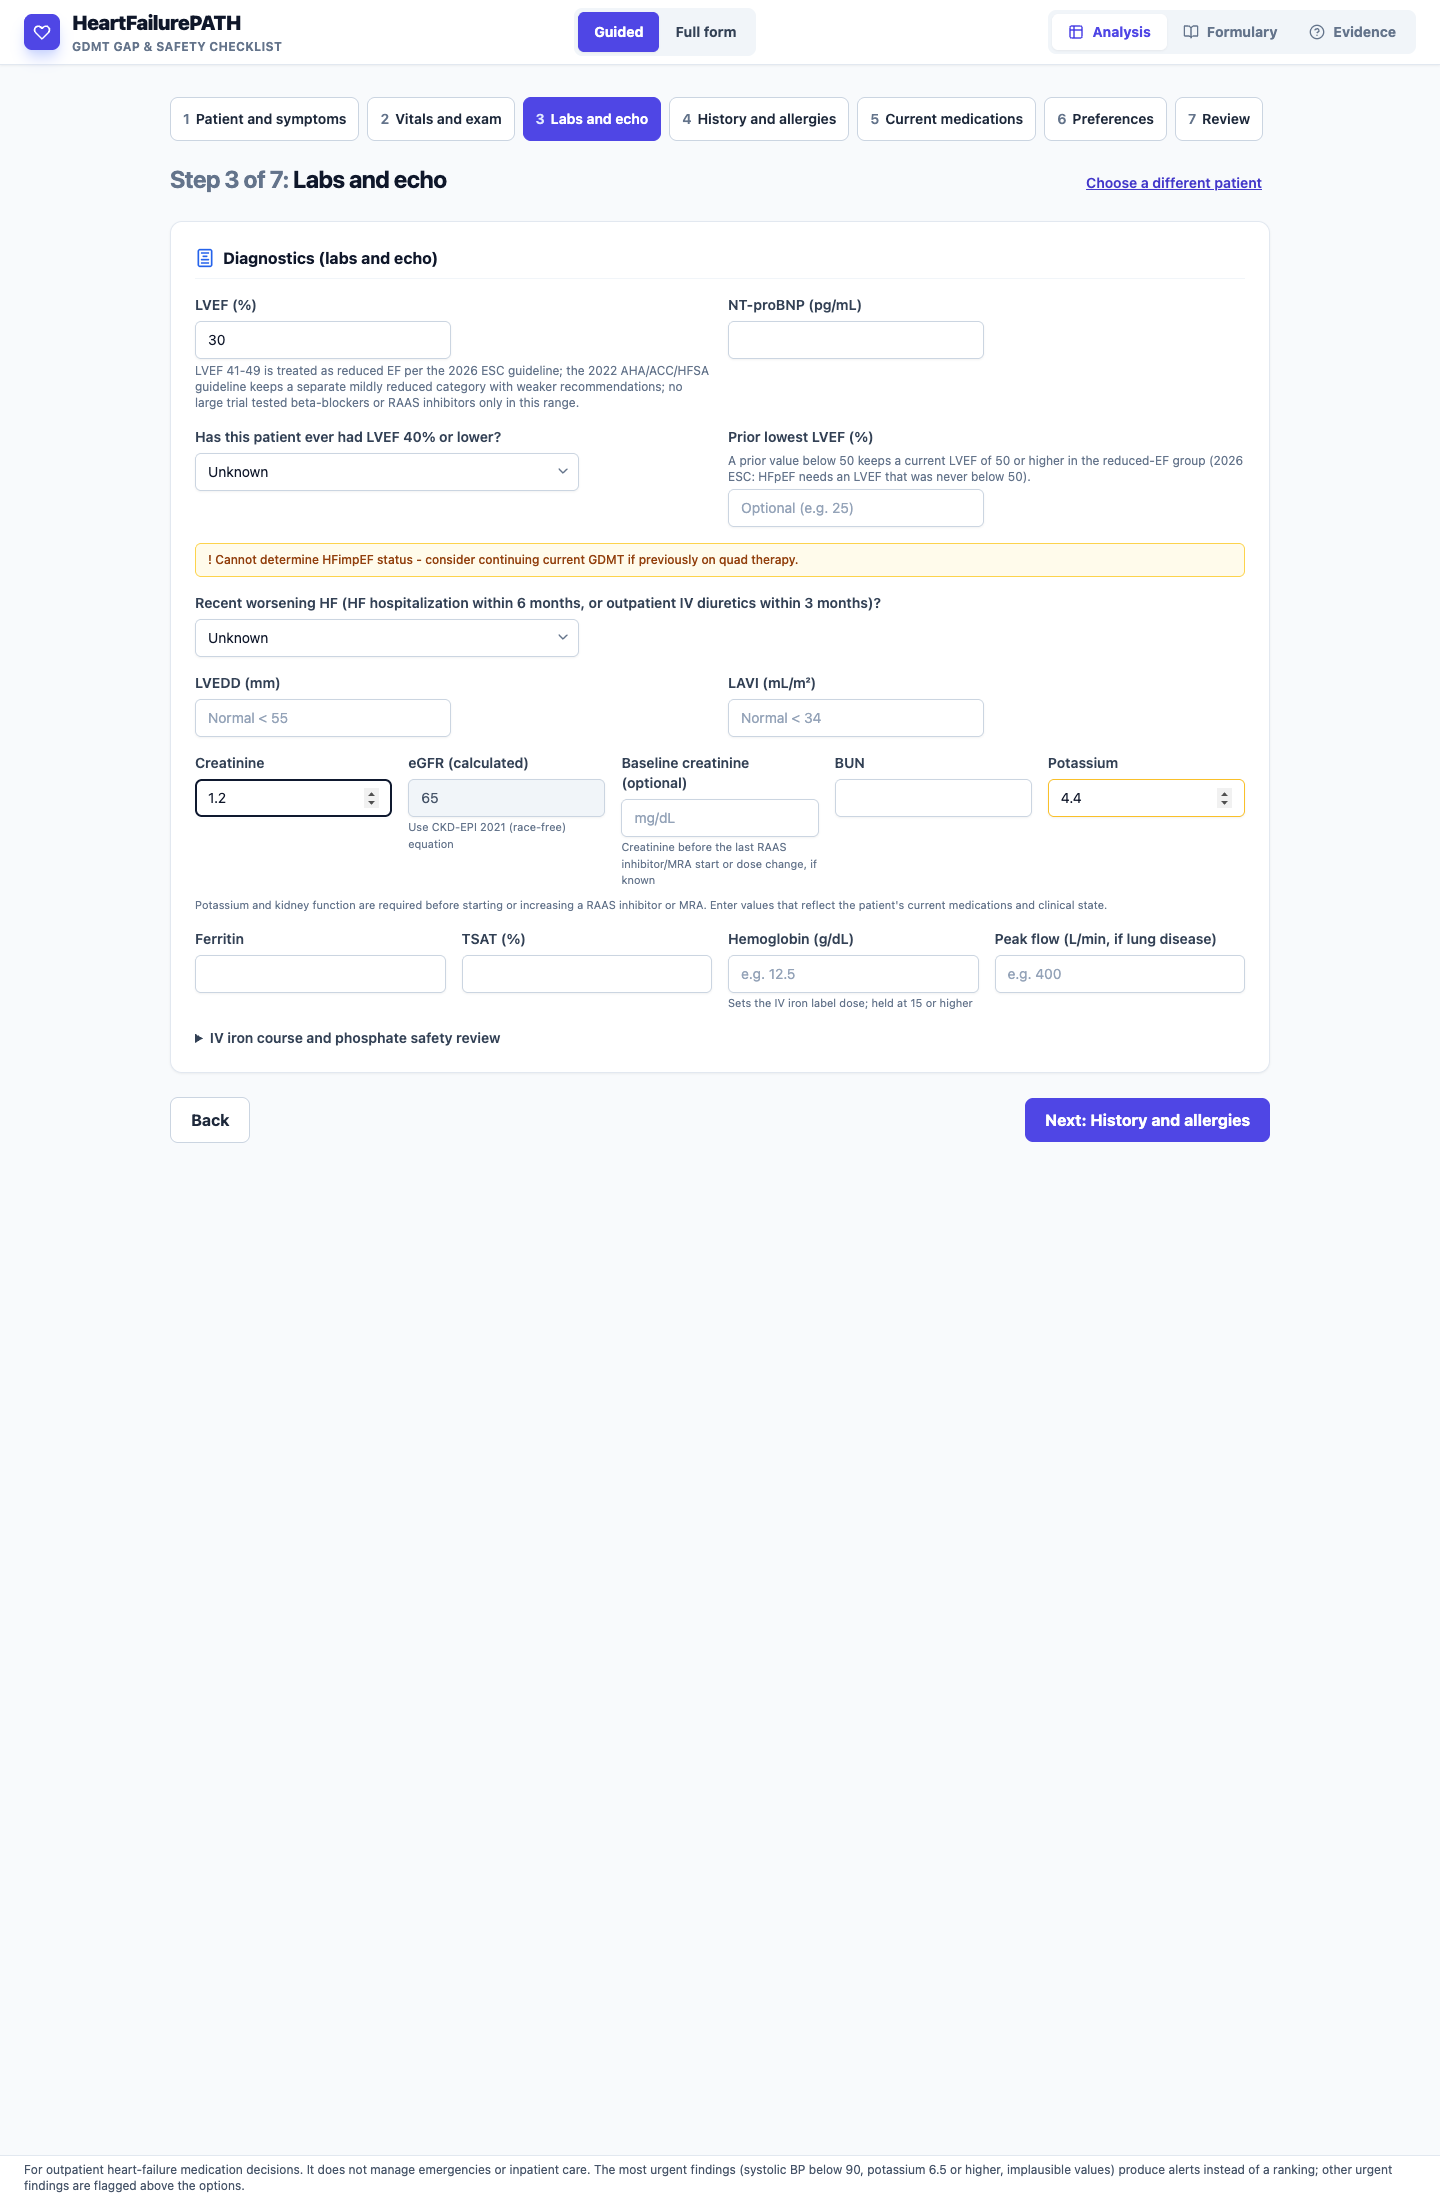 HeartFailurePATH
GDMT GAP & SAFETY CHECKLIST
Guided
Full form
Analysis
Formulary
Evidence
1 Patient and symptoms
2 Vitals and exam
3 Labs and echo
4 History and allergies
5 Current medications
6 Preferences
7 Review
Step 3 of 7: Labs and echo
Choose a different patient
Diagnostics (labs and echo)
LVEF (%)
30
LVEF 41-49 is treated as reduced EF per the 2026 ESC guideline; the 2022 AHA/ACC/HFSA
guideline keeps a separate mildly reduced category with weaker recommendations; no
large trial tested beta-blockers or RAAS inhibitors only in this range.
NT-proBNP (pg/mL)
Has this patient ever had LVEF 40% or lower?
Unknown
Prior lowest LVEF (%)
A prior value below 50 keeps a current LVEF of 50 or higher in the reduced-EF group (2026
ESC: HFpEF needs an LVEF that was never below 50).
Optional (e.g. 25)
! Cannot determine HFimpEF status - consider continuing current GDMT if previously on quad therapy.
Recent worsening HF (HF hospitalization within 6 months, or outpatient IV diuretics within 3 months)?
Unknown
LVEDD (mm)
Normal < 55
LAVI (mL/m²)
Normal < 34
Creatinine
1.2
eGFR (calculated)
65
Use CKD-EPI 2021 (race-free)
equation
Baseline creatinine
(optional)
mg/dL
Creatinine before the last RAAS
inhibitor/MRA start or dose change, if
known
BUN
Potassium
4.4
Potassium and kidney function are required before starting or increasing a RAAS inhibitor or MRA. Enter values that reflect the patient's current medications and clinical state.
Ferritin
TSAT (%)
Hemoglobin (g/dL)
e.g. 12.5
Sets the IV iron label dose; held at 15 or higher
Peak flow (L/min, if lung disease)
e.g. 400
IV iron course and phosphate safety review
Back
Next: History and allergies
For outpatient heart-failure medication decisions. It does not manage emergencies or inpatient care. The most urgent findings (systolic BP below 90, potassium 6.5 or higher, implausible values) produce alerts instead of a ranking; other urgent
findings are flagged above the options.